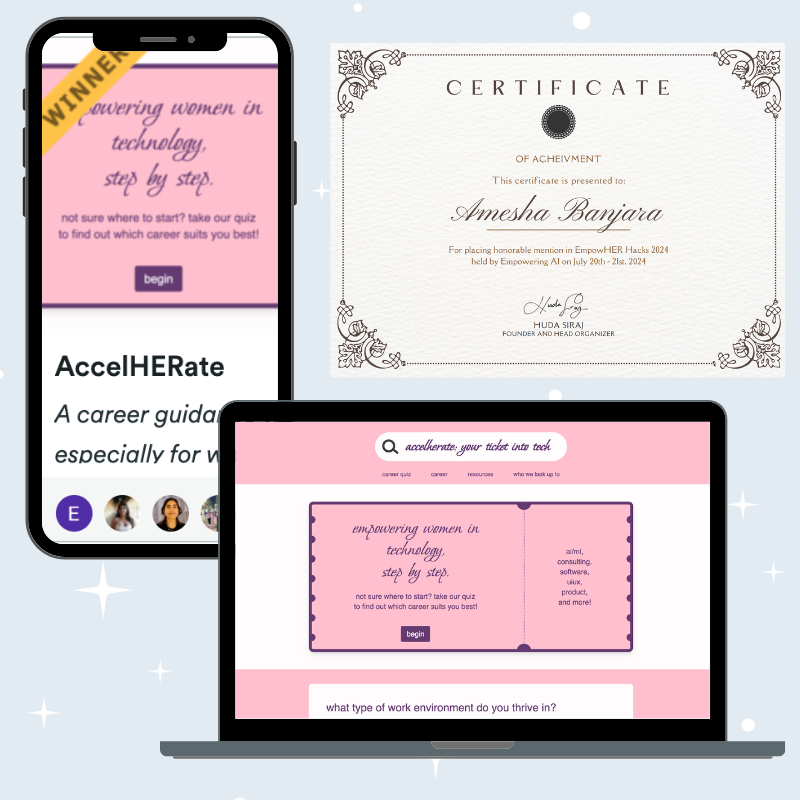 WINNER
powering women in
technology,
step by step.
not sure where to start? take our quiz
to find out which career suits you best!
begin
AccelHERate
A career guidan
especially for w
E
CERTIFICATE
OF ACHEIVMENT
This certificate is presented to:
Amesha Banjara
For placing honorable mention in EmpowHER Hacks 2024
held by Empowering AI on July 20th - 21st, 2024
Huda Siraj
HUDA SIRAJ
FOUNDER AND HEAD ORGANIZER
accelherate: your ticket into tech
career quiz career resources who we look up to
empowering women in
technology,
step by step.
not sure where to start? take our quiz
to find out which career suits you best!
begin
ai/ml,
consulting,
software,
uiux,
product,
and more!
what type of work environment do you thrive in?